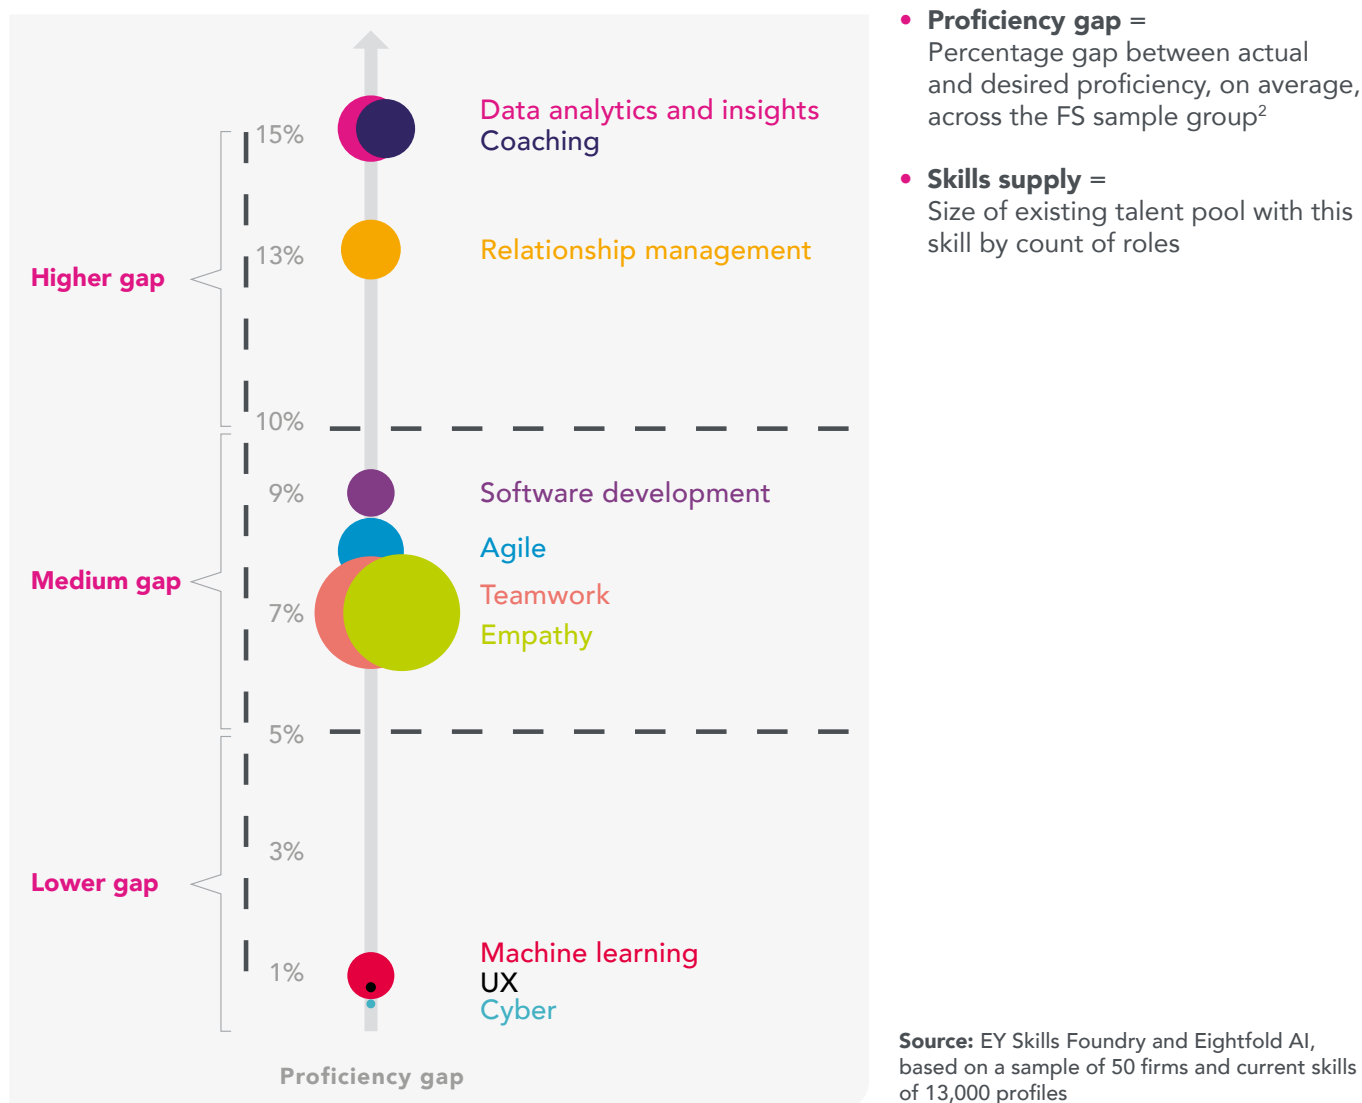 Data analytics and insights
Coaching
15%
Relationship management
13%
Higher gap
10%
Software development
9%
Agile
Medium gap
Teamwork
7%
Empathy
5%
3%
Lower gap
Machine learning
1%
UX
Cyber
Proficiency gap
• Proficiency gap =
Percentage gap between actual
and desired proficiency, on average,
across the FS sample group²
• Skills supply =
Size of existing talent pool with this
skill by count of roles
Source: EY Skills Foundry and Eightfold AI,
based on a sample of 50 firms and current skills
of 13,000 profiles